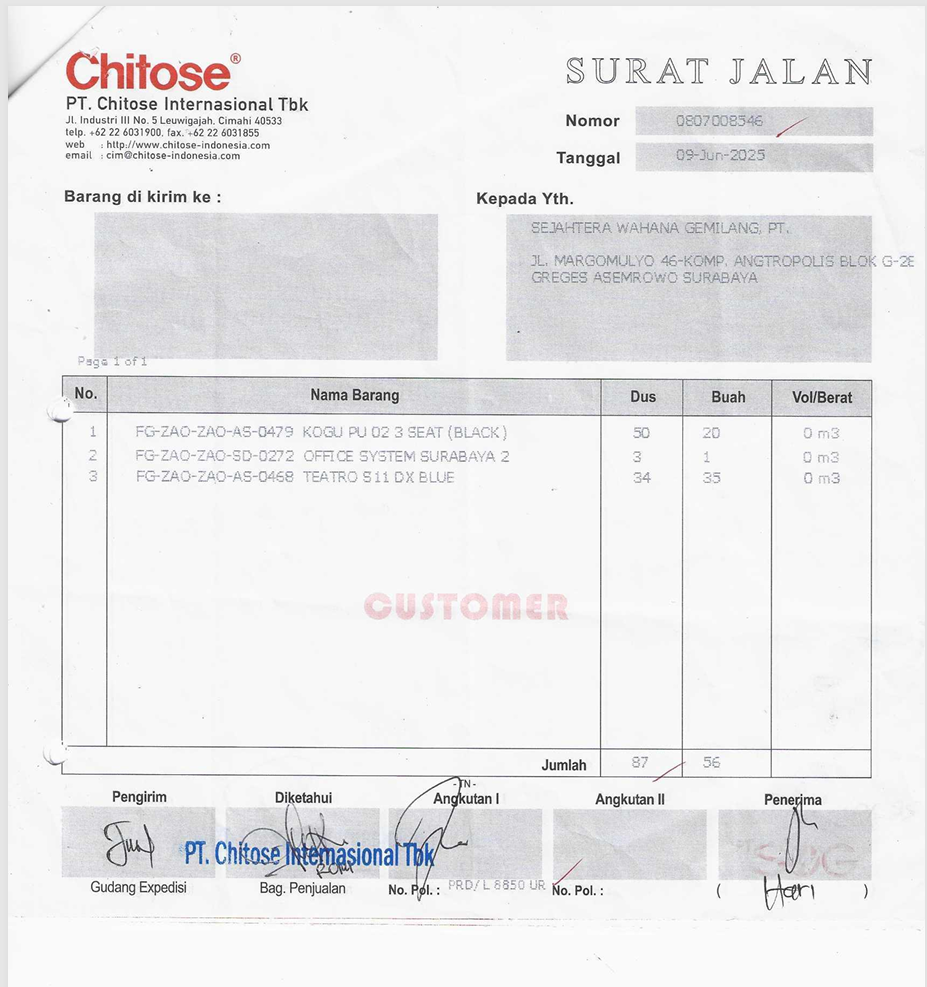 Chitose®
PT. Chitose Internasional Tbk
Jl. Industri III No. 5 Leuwigajah, Cimahi 40533
telp. +62 22 6031900, fax. +62 22 6031855
web : http://www.chitose-indonesia.com
email : cim@chitose-indonesia.com
SURAT JALAN
Nomor 0807008546
Tanggal 09-Jun-2025
Barang di kirim ke :
Kepada Yth.
SEJAHTERA WAHANA GEMILANG, PT.
JL. MARGOMULYO 46-KOMP. ANGTROPOLIS BLOK G-2E
GREGES ASEMROWO SURABAYA
Page 1 of 1
No. Nama Barang Dus Buah Vol/Berat
1 FG-ZAO-ZAO-AS-0479 KOGU PU 02 3 SEAT (BLACK) 50 20 0 m3
2 FG-ZAO-ZAO-SD-0272 OFFICE SYSTEM SURABAYA 2 3 1 0 m3
3 FG-ZAO-ZAO-AS-0468 TEATRO S11 DX BLUE 34 35 0 m3
CUSTOMER
Jumlah 87 56
-TN-
Pengirim Diketahui Angkutan I Angkutan II Penerima
PT. Chitose Internasional Tbk
Gudang Expedisi Bag. Penjualan No. Pol. : PRD/L 8850 UR No. Pol. : ( Hari )